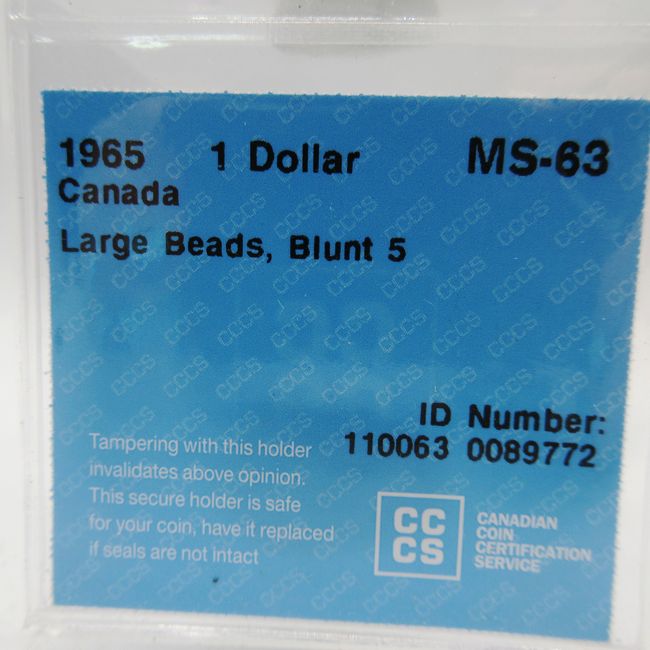 1965 1 Dollar MS-63
Canada
Large Beads, Blunt 5
ID Number:
110063 0089772
Tampering with this holder
invalidates above opinion.
This secure holder is safe
for your coin, have it replaced
if seals are not intact
CC
CS
CANADIAN
COIN
CERTIFICATION
SERVICE